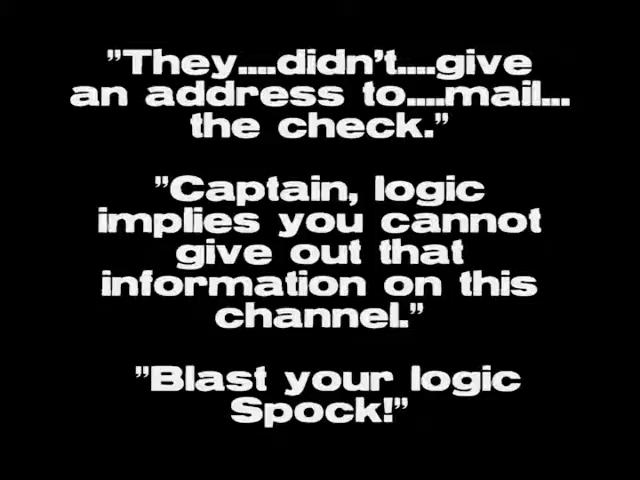 "They....didn't....give
an address to....mail...
the check."
"Captain, logic
implies you cannot
give out that
information on this
channel."
"Blast your logic
Spock!"